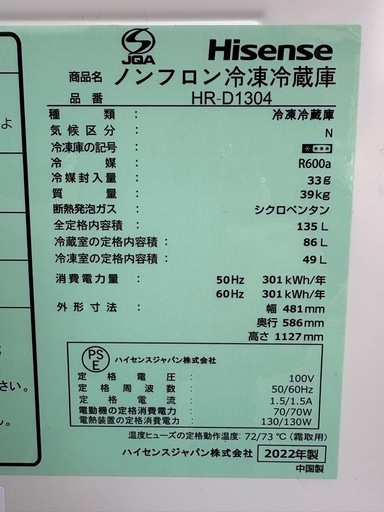 JQA Hisense
商品名 ノンフロン冷凍冷蔵庫
品番 HR-D1304
種類 : 冷凍冷蔵庫
気候区分 : N
冷凍庫の記号 :
冷媒 : R600a
冷媒封入量 : 33g
質量 : 39kg
断熱発泡ガス : シクロペンタン
全定格内容積 : 135L
冷蔵室の定格内容積 : 86L
冷凍室の定格内容積 : 49L
消費電力量 50Hz 301kWh/年
60Hz 301kWh/年
外形寸法 : 幅 481mm
奥行 586mm
高さ 1127mm
PSE ハイセンスジャパン株式会社
定格電圧 : 100V
定格周波数 : 50/60Hz
定格電流 : 1.5/1.5A
電動機の定格消費電力 : 70/70W
電熱装置の定格消費電力 : 130/130W
温度ヒューズの定格動作温度: 72/73℃(霜取用)
ハイセンスジャパン株式会社 2022年製
中国製
よ
さい。
ん。